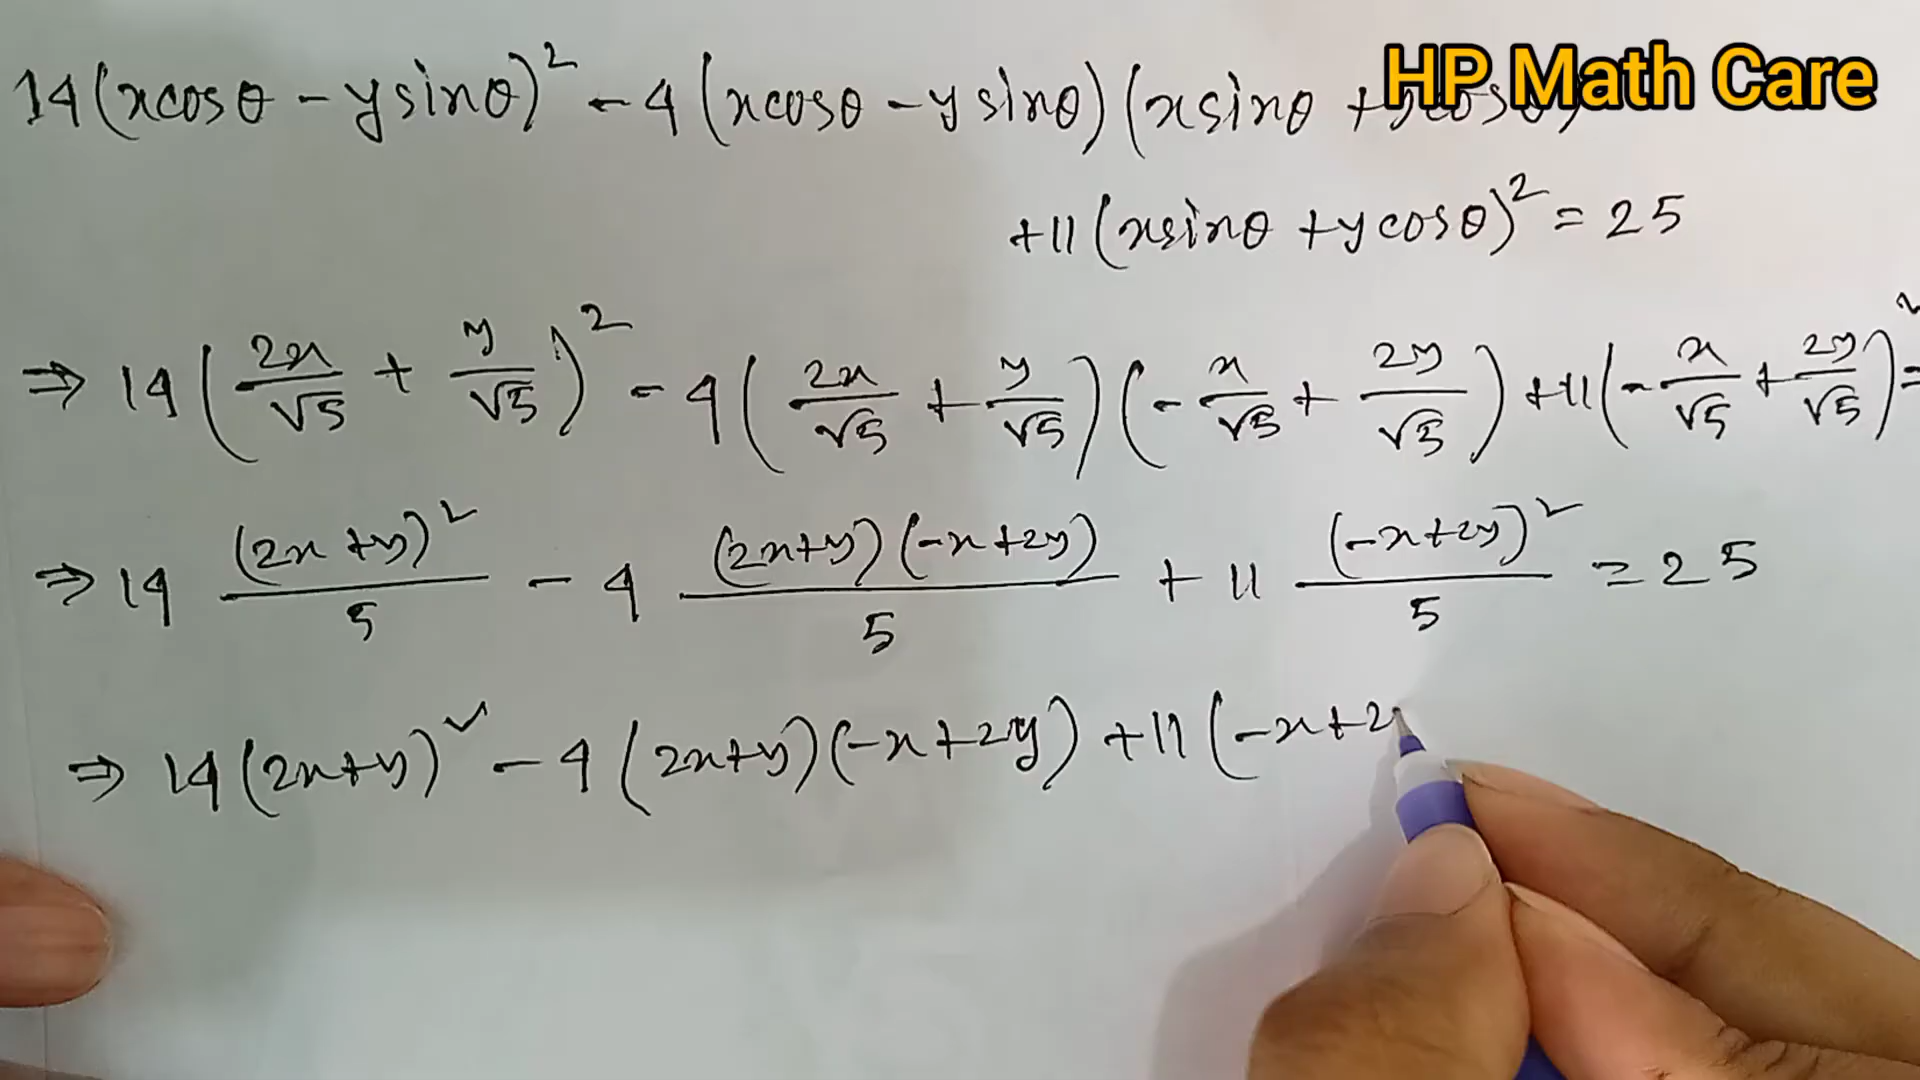 HP Math Care
14(xcosθ - ysinθ)² - 4(xcosθ - ysinθ)(xsinθ + ycosθ)
+11(xsinθ + ycosθ)² = 25
⇒ 14(2x/√5 + y/√5)² - 4(2x/√5 + y/√5)(-x/√5 + 2y/√5) + 11(-x/√5 + 2y/√5)² =
⇒ 14 (2x+y)²/5 - 4 (2x+y)(-x+2y)/5 + 11 (-x+2y)²/5 = 25
⇒ 14(2x+y)² - 4(2x+y)(-x+2y) + 11(-x+2